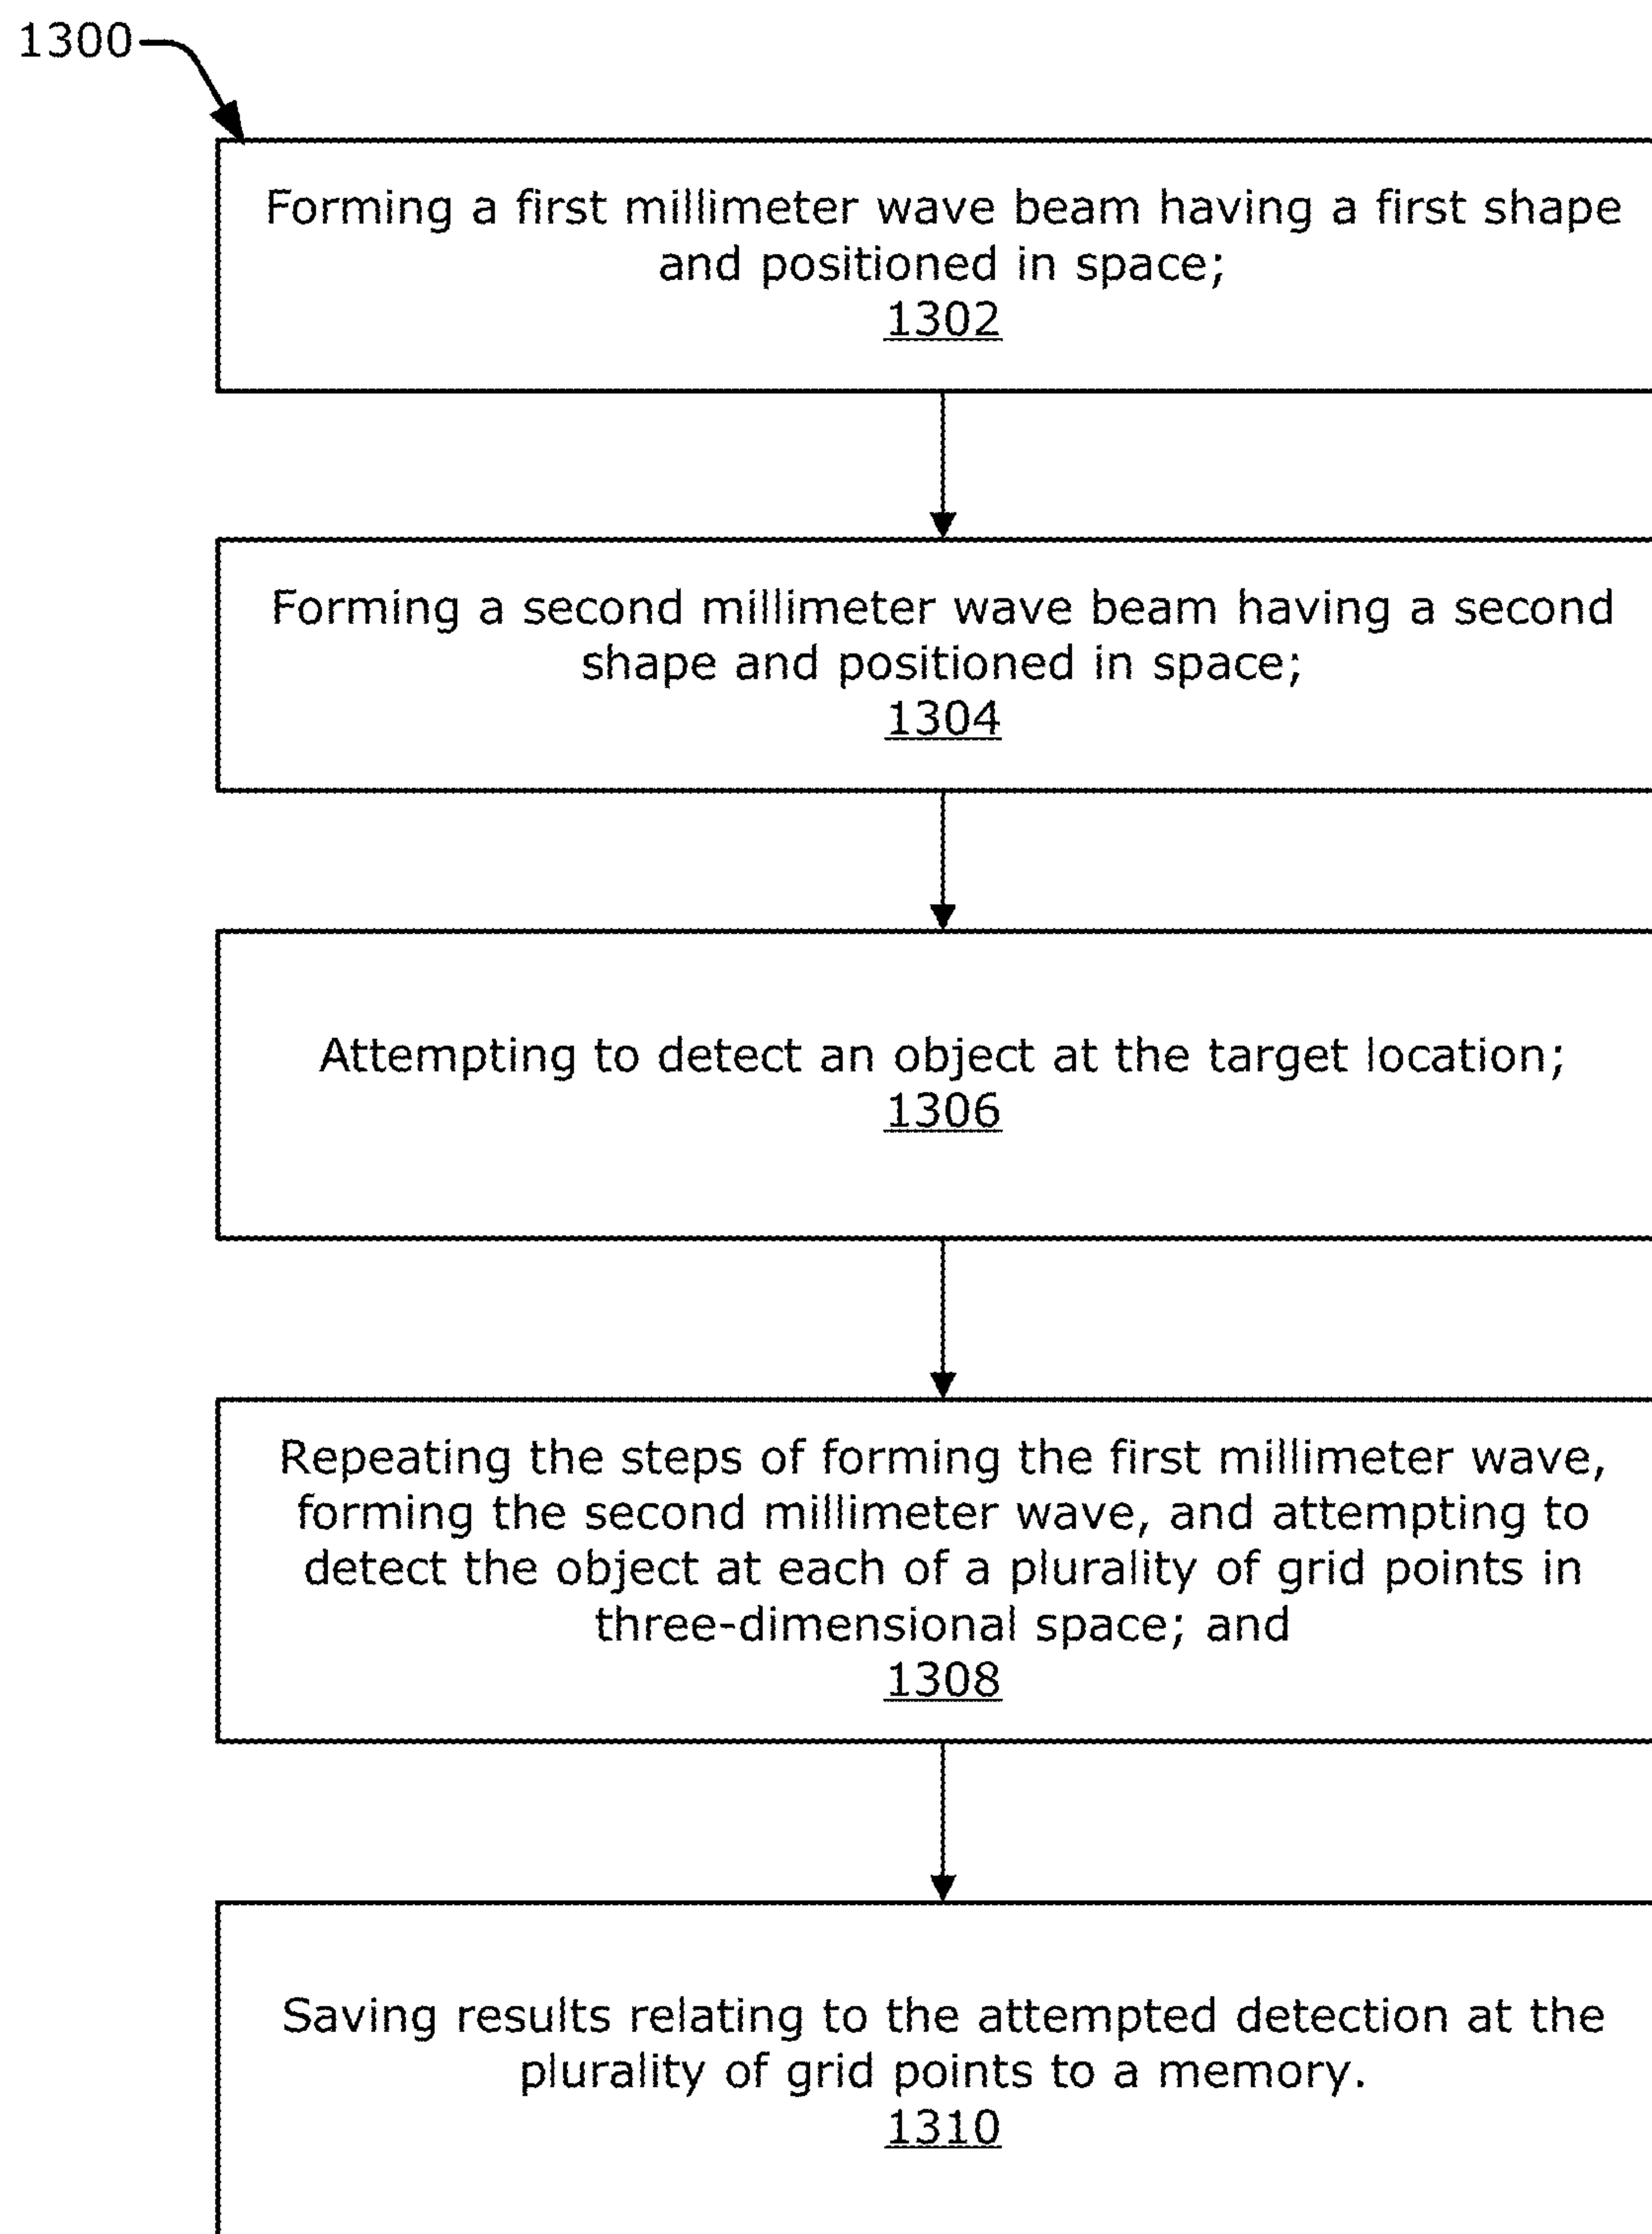 1300
Forming a first millimeter wave beam having a first shape
and positioned in space;
1302
Forming a second millimeter wave beam having a second
shape and positioned in space;
1304
Attempting to detect an object at the target location;
1306
Repeating the steps of forming the first millimeter wave,
forming the second millimeter wave, and attempting to
detect the object at each of a plurality of grid points in
three-dimensional space; and
1308
Saving results relating to the attempted detection at the
plurality of grid points to a memory.
1310